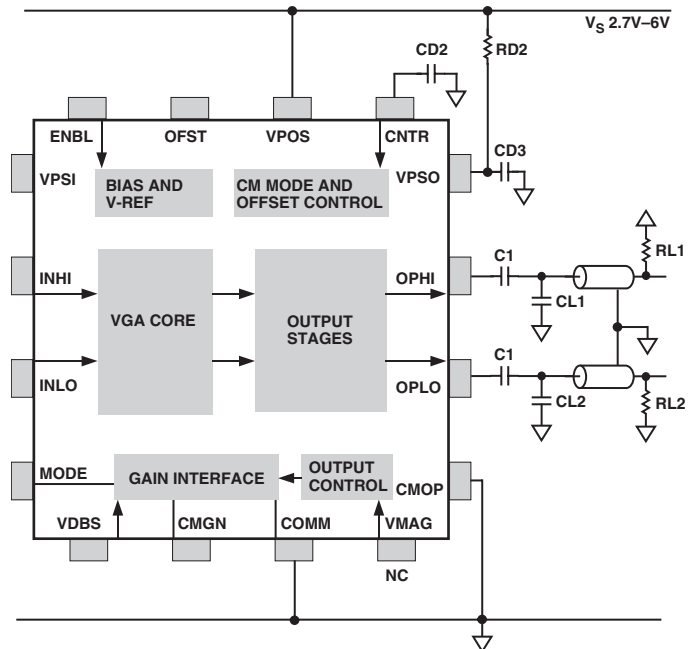 V_S 2.7V–6V
CD2
RD2
ENBL
OFST
VPOS
CNTR
VPSI
BIAS AND
V-REF
CM MODE AND
OFFSET CONTROL
VPSO
CD3
INHI
VGA CORE
OUTPUT
STAGES
OPHI
C1
CL1
RL1
INLO
OPLO
C1
CL2
RL2
MODE
GAIN INTERFACE
OUTPUT
CONTROL
CMOP
VDBS
CMGN
COMM
VMAG
NC